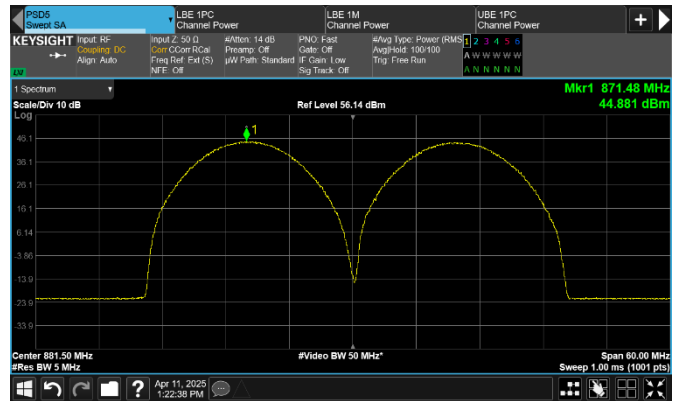 PSD5
Swept SA
LBE 1PC
Channel Power
LBE 1M
Channel Power
UBE 1PC
Channel Power
KEYSIGHT
Input: RF
Coupling: DC
Align: Auto
Input Z: 50 Ω
Corr CCorr RCal
Freq Ref: Ext (S)
NFE: Off
#Atten: 14 dB
Preamp: Off
µW Path: Standard
PNO: Fast
Gate: Off
IF Gain: Low
Sig Track: Off
#Avg Type: Power (RMS
Avg|Hold: 100/100
Trig: Free Run
1 2 3 4 5 6
A W W W W W
A N N N N N
1 Spectrum
Scale/Div 10 dB
Log
Ref Level 56.14 dBm
Mkr1 871.48 MHz
44.881 dBm
1
46.1
36.1
26.1
16.1
6.14
-3.86
-13.9
-23.9
-33.9
Center 881.50 MHz
#Res BW 5 MHz
#Video BW 50 MHz*
Span 60.00 MHz
Sweep 1.00 ms (1001 pts)
Apr 11, 2025
1:22:38 PM